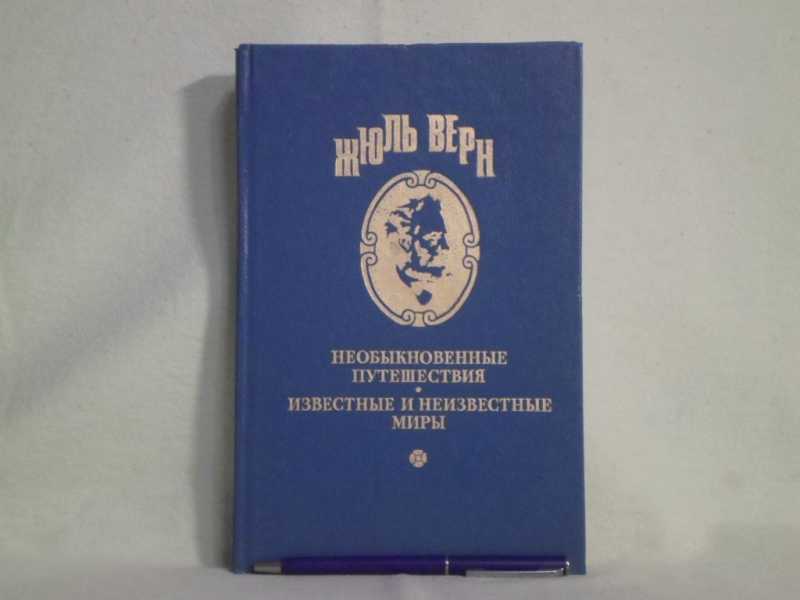 ЖЮЛЬ ВЕРН
НЕОБЫКНОВЕННЫЕ
ПУТЕШЕСТВИЯ
•
ИЗВЕСТНЫЕ И НЕИЗВЕСТНЫЕ
МИРЫ